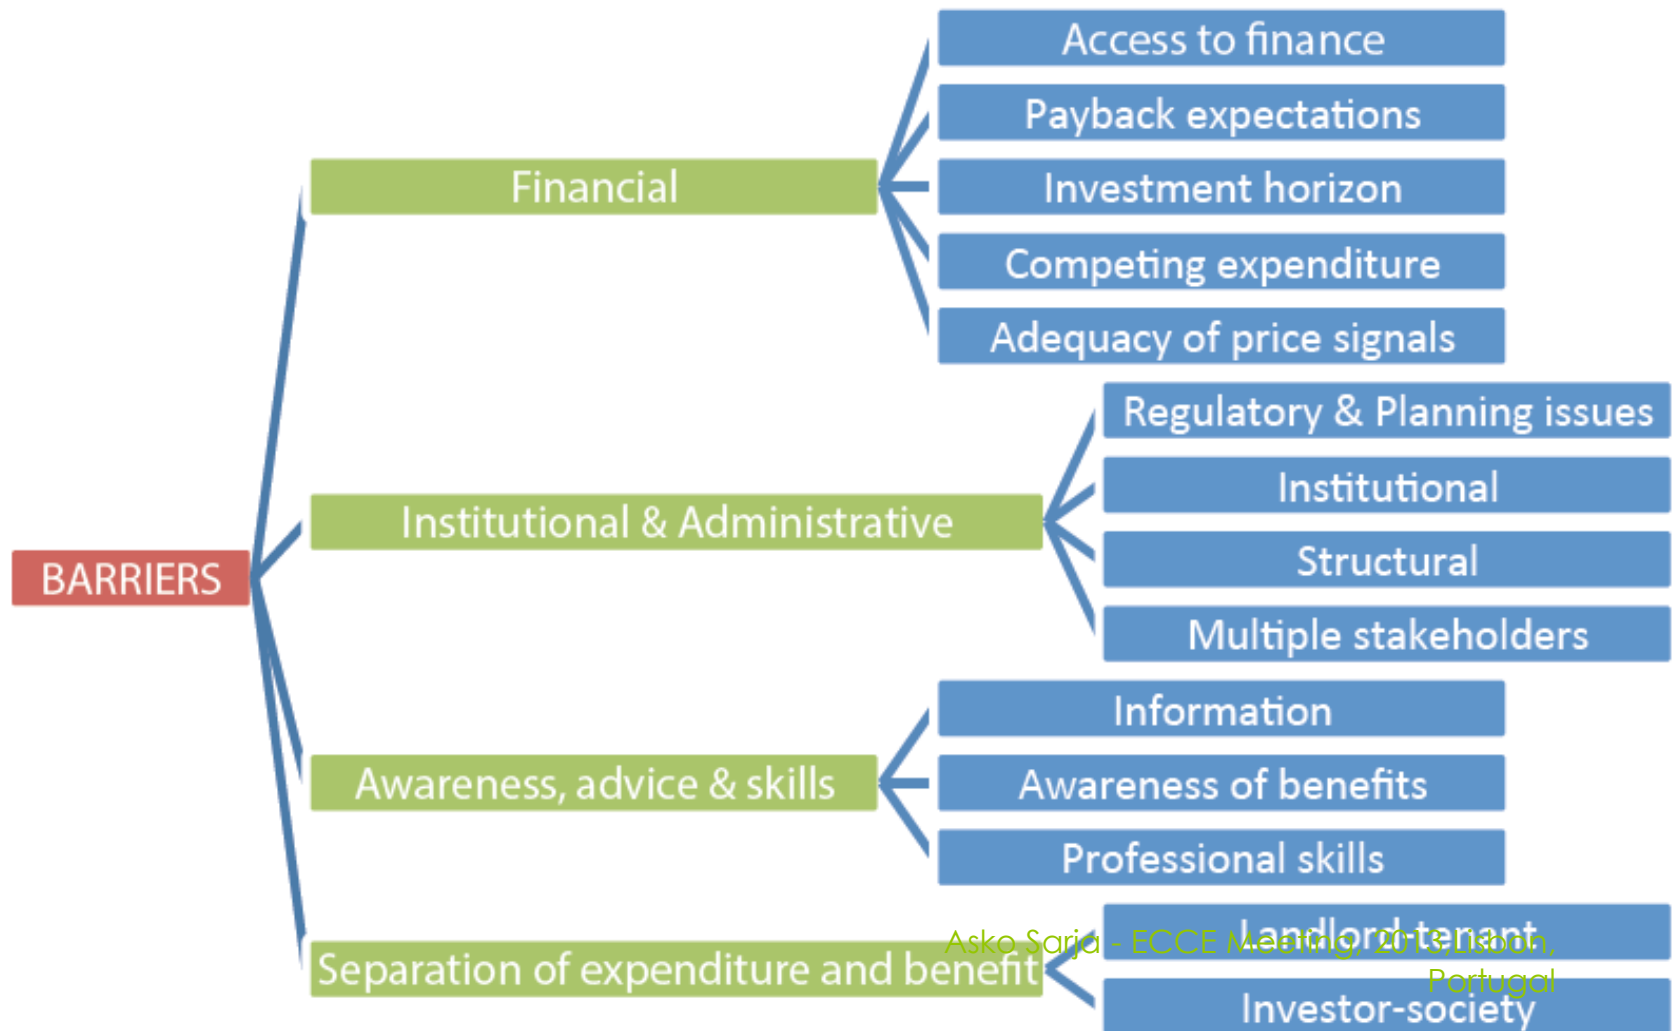 BARRIERS
Financial
Access to finance
Payback expectations
Investment horizon
Competing expenditure
Adequacy of price signals
Institutional & Administrative
Regulatory & Planning issues
Institutional
Structural
Multiple stakeholders
Awareness, advice & skills
Information
Awareness of benefits
Professional skills
Separation of expenditure and benefit
Landlord-tenant
Investor-society
Asko Sarja - ECCE Meeting, 2013,Lisbon,
Portugal